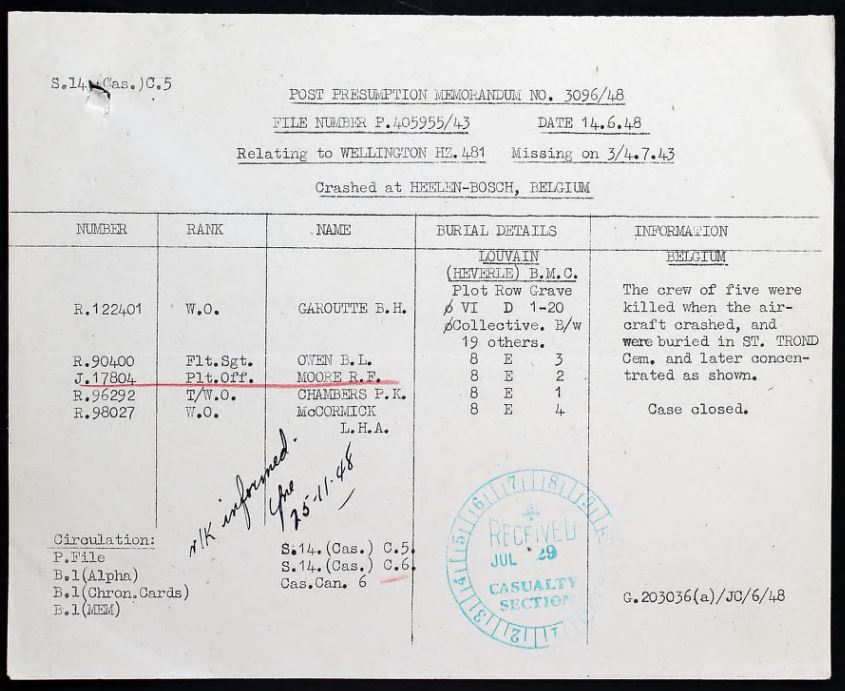 S.14.(Cas.)C.5
POST PRESUMPTION MEMORANDUM NO. 3096/48
FILE NUMBER P.405955/43 DATE 14.6.48
Relating to WELLINGTON HZ.481 Missing on 3/4.7.43
Crashed at HEELEN-BOSCH, BELGIUM
NUMBER RANK NAME BURIAL DETAILS INFORMATION
LOUVAIN BELGIUM
(HEVERLE) B.M.C.
Plot Row Grave The crew of five were
R.122401 W.O. GAROUTTE B.H. ø VI D 1-20 killed when the air-
øCollective. B/w craft crashed, and
19 others. were buried in ST. TROND
R.90400 Flt.Sgt. OWEN B.L. 8 E 3 Cem. and later concen-
J.17804 Plt.Off. MOORE R.F. 8 E 2 trated as shown.
R.96292 T/W.O. CHAMBERS P.K. 8 E 1
R.98027 W.O. McCORMICK 8 E 4 Case closed.
L.H.A.
n/K informed.
25-11-48
Circulation:
P.File S.14.(Cas.) C.5.
B.1(Alpha) S.14.(Cas.) C.6.
B.1(Chron.Cards) Cas.Can. 6
B.1(MEM)
RECEIVED
JUL 29
CASUALTY
SECTION
G.203036(a)/JC/6/48